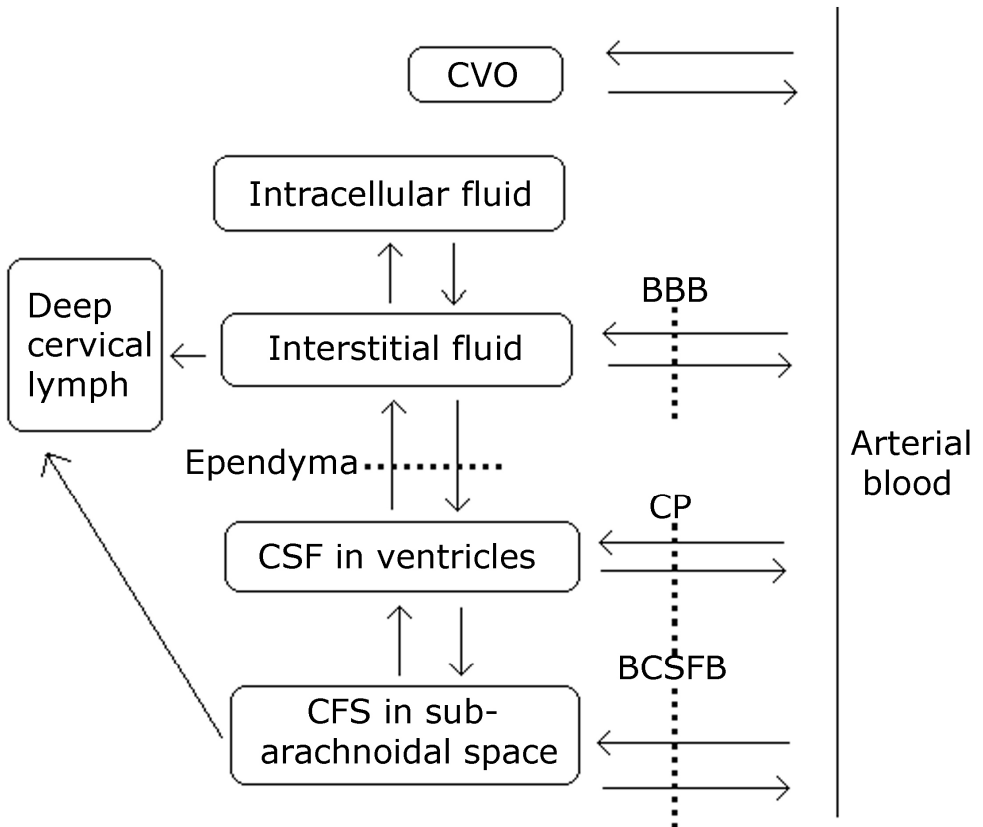 CVO
Intracellular fluid
BBB
Deep
cervical
lymph
Interstitial fluid
Arterial
blood
Ependyma
CP
CSF in ventricles
BCSFB
CFS in sub-
arachnoidal space